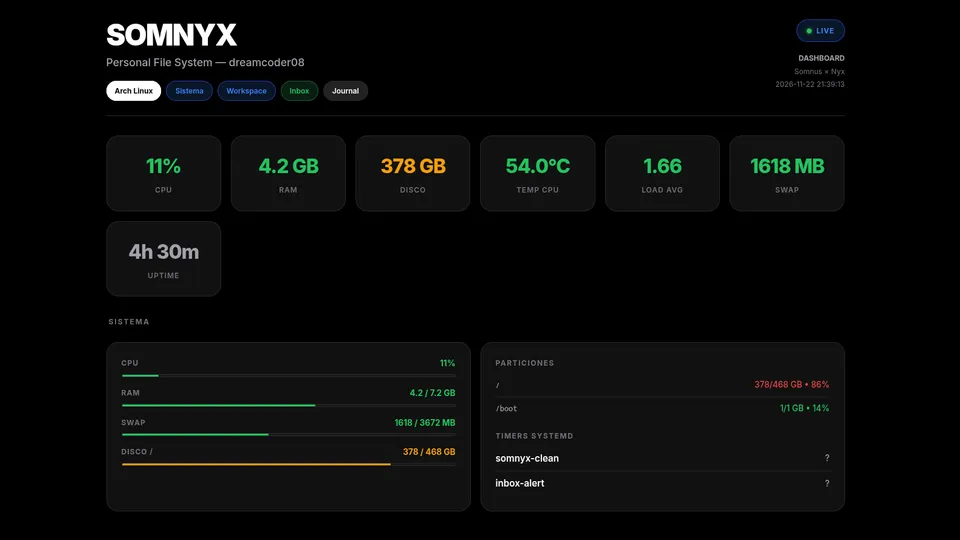 SOMNYX
Personal File System — dreamcoder08
Arch Linux Sistema Workspace Inbox Journal
LIVE
DASHBOARD
Somnus × Nyx
2026-11-22 21:39:13
11%
CPU
4.2 GB
RAM
378 GB
DISCO
54.0°C
TEMP CPU
1.66
LOAD AVG
1618 MB
SWAP
4h 30m
UPTIME
SISTEMA
CPU 11%
RAM 4.2 / 7.2 GB
SWAP 1618 / 3672 MB
DISCO / 378 / 468 GB
PARTICIONES
/ 378/468 GB • 86%
/boot 1/1 GB • 14%
TIMERS SYSTEMD
somnyx-clean ?
inbox-alert ?